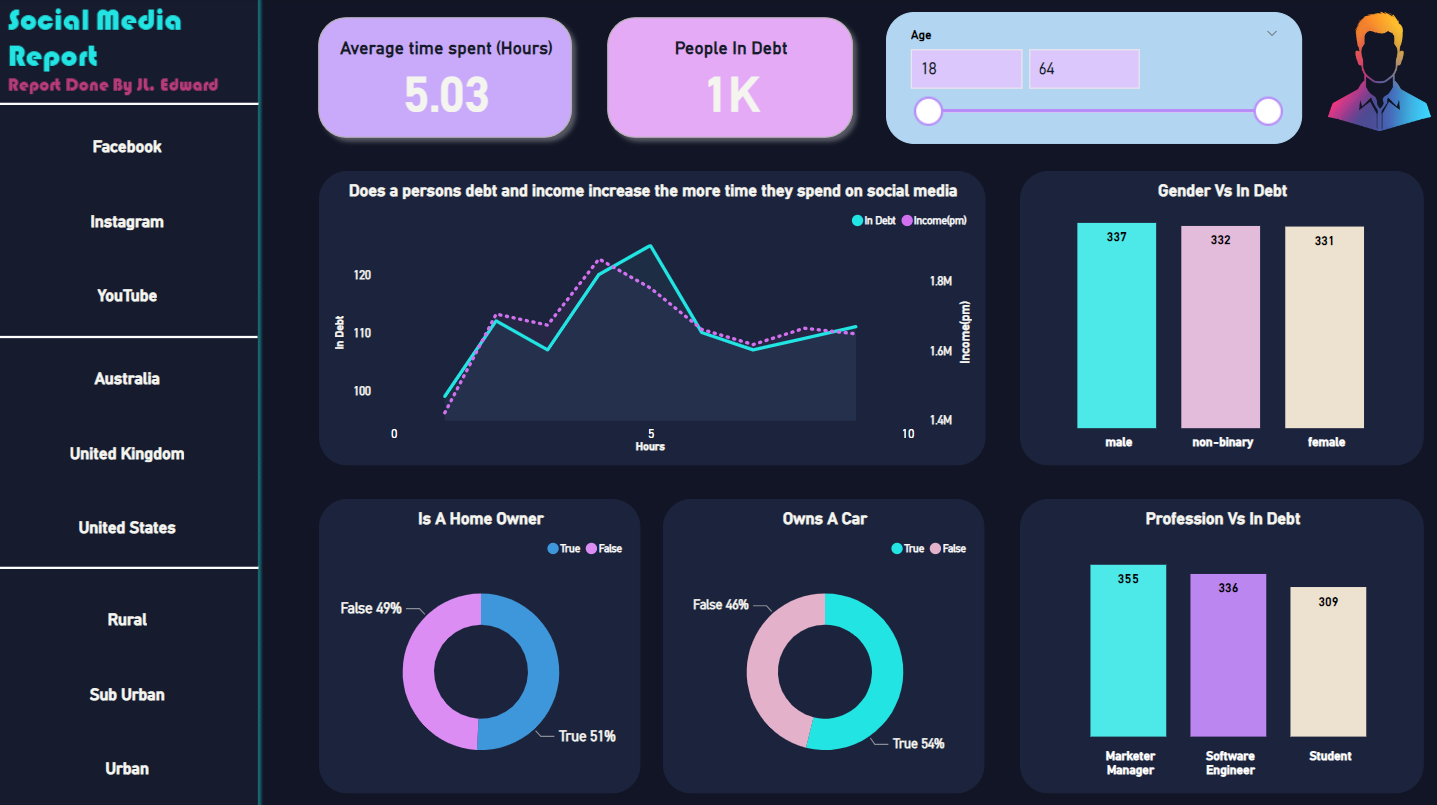 Social Media
Report
Report Done By JL. Edward
Facebook
Instagram
YouTube
Australia
United Kingdom
United States
Rural
Sub Urban
Urban
Average time spent (Hours)
5.03
People In Debt
1K
Age
18
64
Does a persons debt and income increase the more time they spend on social media
In Debt Income(pm)
120
110
100
In Debt
1.8M
1.6M
1.4M
Income(pm)
0 5 10
Hours
Gender Vs In Debt
337 332 331
male non-binary female
Is A Home Owner
True False
False 49%
True 51%
Owns A Car
True False
False 46%
True 54%
Profession Vs In Debt
355 336 309
Marketer
Manager
Software
Engineer
Student